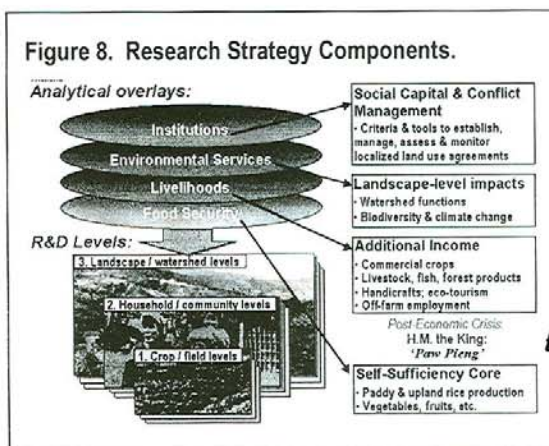 Figure 8. Research Strategy Components.
Analytical overlays:
Institutions
Environmental Services
Livelihoods
Food Security
R&D Levels:
3. Landscape / watershed levels
2. Household / community levels
1. Crop / field levels
Social Capital & Conflict
Management
· Criteria & tools to establish,
manage, assess & monitor
localized land use agreements
Landscape-level impacts
· Watershed functions
· Biodiversity & climate change
Additional Income
· Commercial crops
· Livestock, fish, forest products
· Handicrafts; eco-tourism
· Off-farm employment
Post-Economic Crisis:
H.M. the King:
'Paw Pieng'
Self-Sufficiency Core
· Paddy & upland rice production
· Vegetables, fruits, etc.